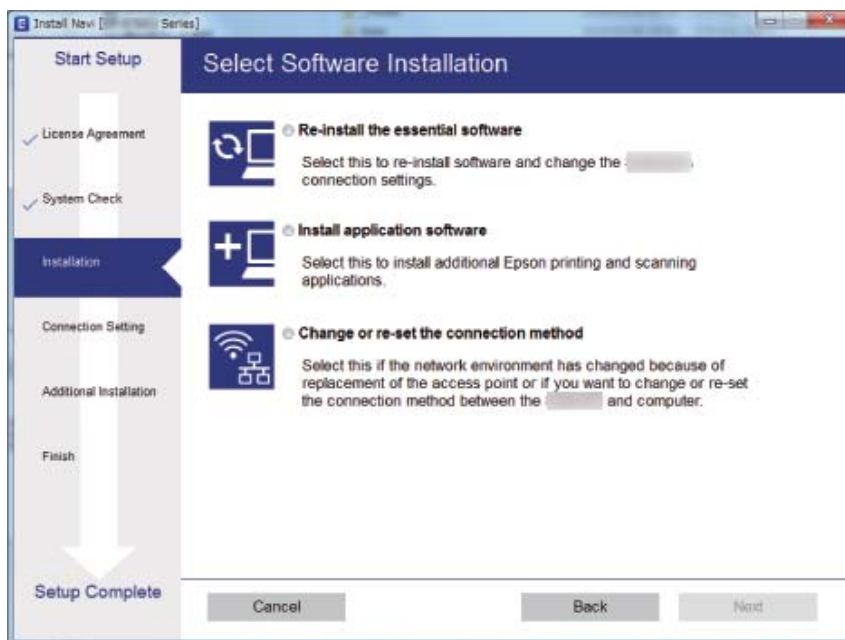 Install Navi [ Series]
Start Setup
Select Software Installation
License Agreement
System Check
Installation
Connection Setting
Additional Installation
Finish
Setup Complete
Re-install the essential software
Select this to re-install software and change the
connection settings.
Install application software
Select this to install additional Epson printing and scanning
applications.
Change or re-set the connection method
Select this if the network environment has changed because of
replacement of the access point or if you want to change or re-set
the connection method between the and computer.
Cancel
Back
Next